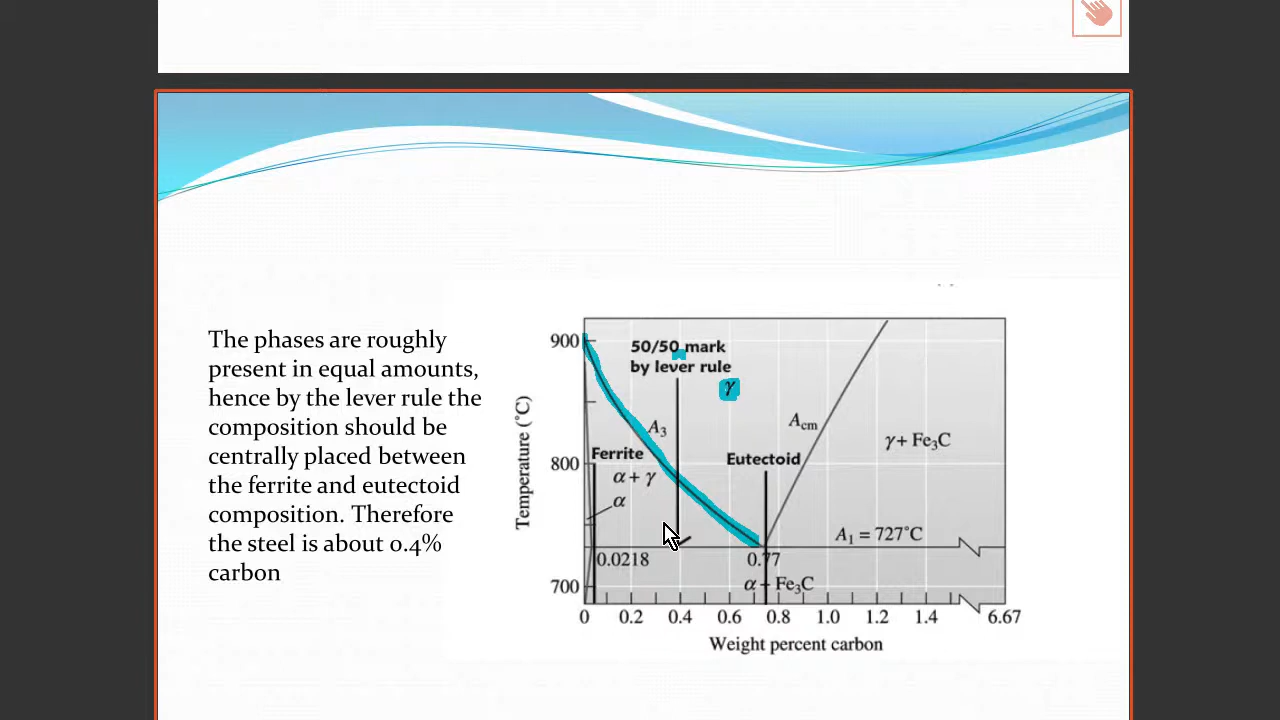 The phases are roughly
present in equal amounts,
hence by the lever rule the
composition should be
centrally placed between
the ferrite and eutectoid
composition. Therefore
the steel is about 0.4%
carbon
900
50/50 mark
by lever rule
γ
A₃
Acm
γ + Fe₃C
Ferrite
Eutectoid
800
α + γ
α
Temperature (°C)
A₁ = 727°C
0.0218
0.77
700
α + Fe₃C
0 0.2 0.4 0.6 0.8 1.0 1.2 1.4 6.67
Weight percent carbon